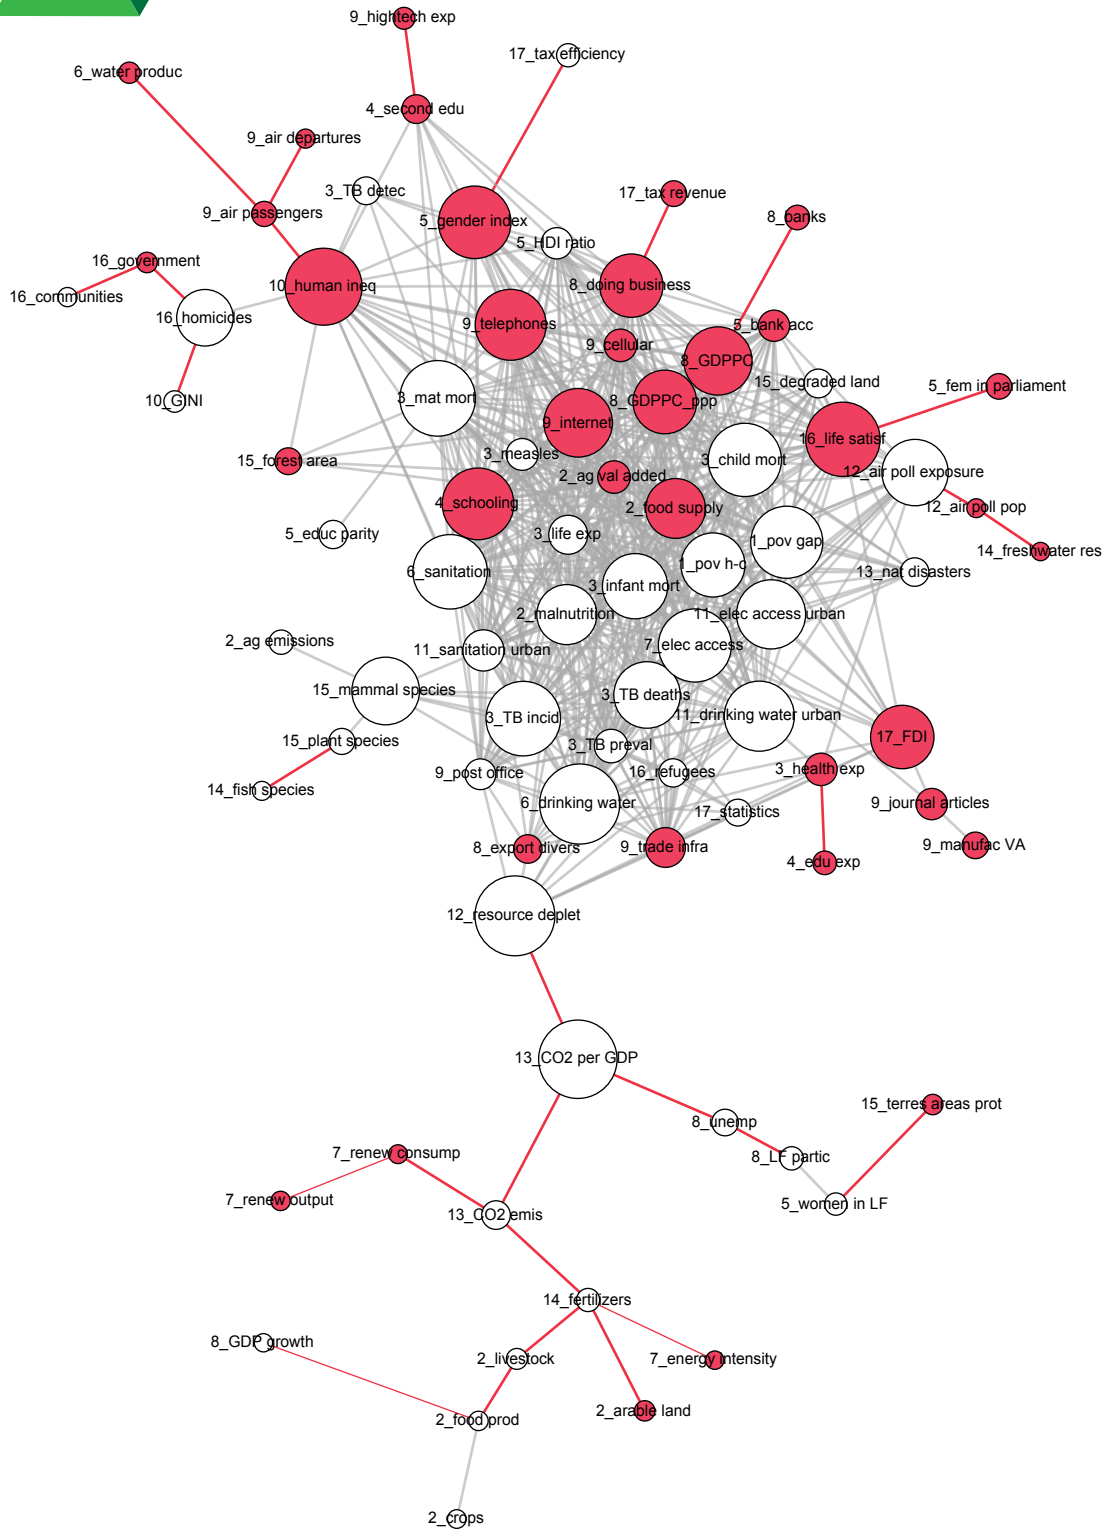 9_hightech exp
17_tax efficiency
6_water produc
4_second edu
9_air departures
3_TB detec
17_tax revenue
9_air passengers
5_gender index
8_banks
5_HDI ratio
16_government
10_human ineq
8_doing business
16_communities
16_homicides
9_telephones
5_bank acc
9_cellular
8_GDPPC
15_degraded land
5_fem in parliament
10_GINI
3_mat mort
8_GDPPC_ppp
9_internet
16_life satisf
15_forest area
3_measles
3_child mort
12_air poll exposure
2_ag val added
4_schooling
2_food supply
12_air poll pop
5_educ parity
3_life exp
1_pov gap
14_freshwater res
6_sanitation
1_pov h-c
13_nat disasters
3_infant mort
2_malnutrition
11_elec access urban
2_ag emissions
11_sanitation urban
7_elec access
15_mammal species
3_TB deaths
3_TB incid
11_drinking water urban
15_plant species
3_TB preval
17_FDI
9_post office
16_refugees
3_health exp
14_fish species
6_drinking water
17_statistics
9_journal articles
8_export divers
9_trade infra
9_manufac VA
4_edu exp
12_resource deplet
13_CO2 per GDP
15_terres areas prot
8_unemp
7_renew consump
8_LF partic
7_renew output
5_women in LF
13_CO2 emis
14_fertilizers
8_GDP growth
2_livestock
7_energy intensity
2_arable land
2_food prod
2_crops